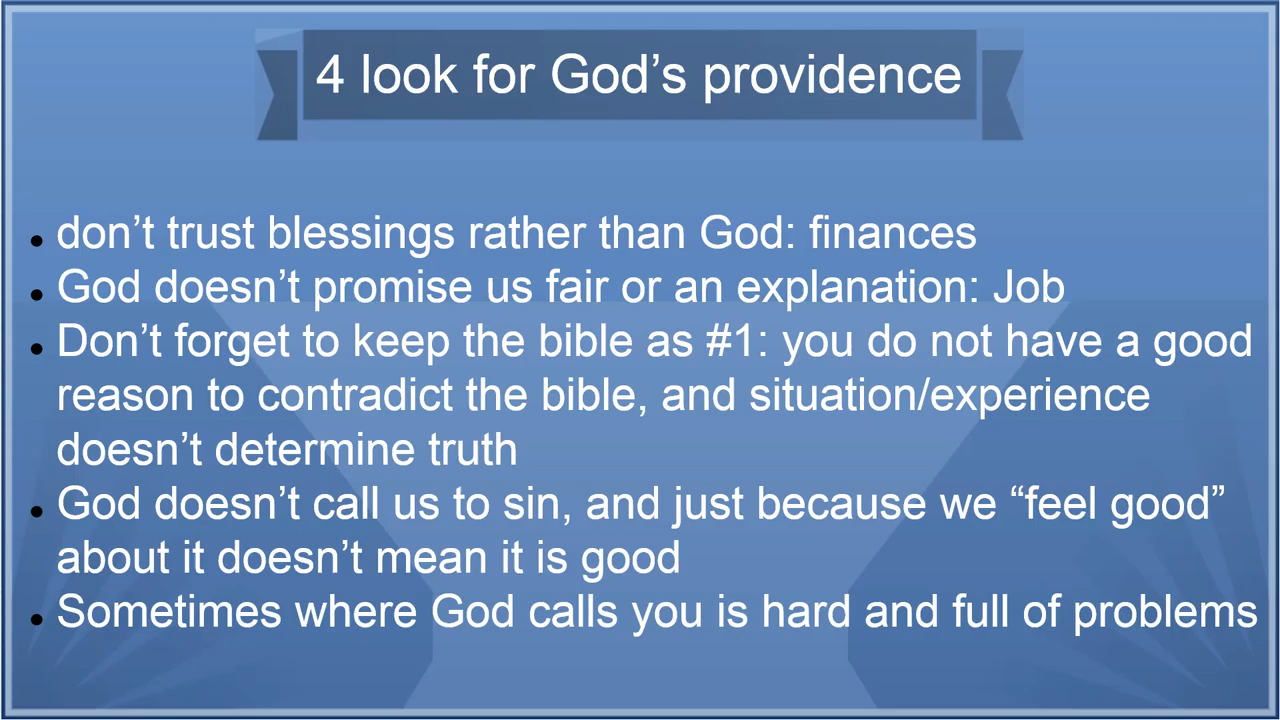 4 look for God’s providence
don’t trust blessings rather than God: finances
God doesn’t promise us fair or an explanation: Job
Don’t forget to keep the bible as #1: you do not have a good
reason to contradict the bible, and situation/experience
doesn’t determine truth
God doesn’t call us to sin, and just because we “feel good”
about it doesn’t mean it is good
Sometimes where God calls you is hard and full of problems